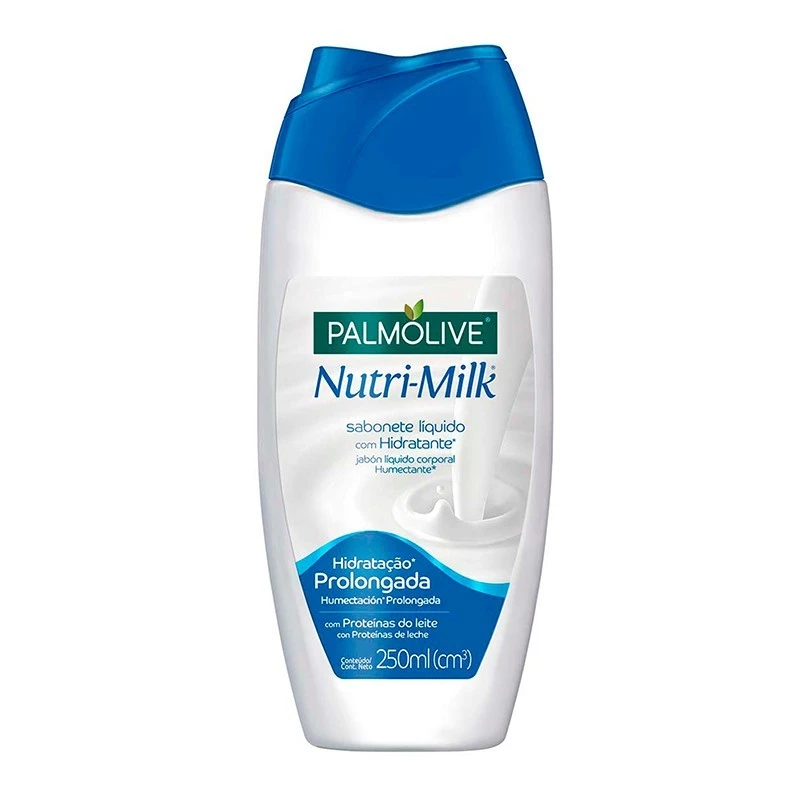 PALMOLIVE®
Nutri-Milk®
sabonete líquido
com Hidratante*
jabón líquido corporal
Humectante*
Hidratação*
Prolongada
Humectación* Prolongada
com Proteínas do leite
con Proteínas de leche
Conteúdo/
Cont. Neto 250ml (cm³)